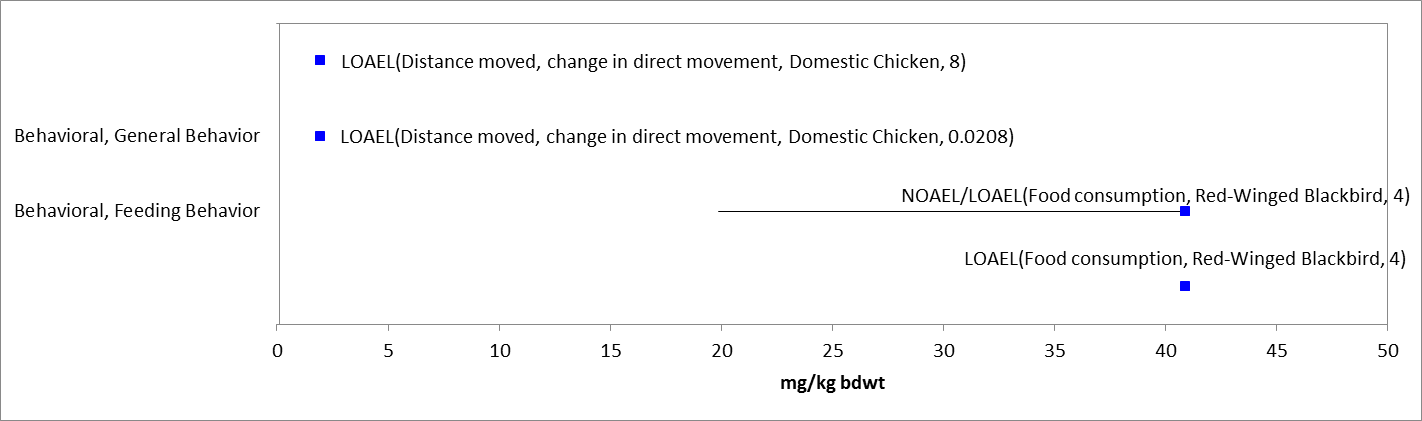 LOAEL(Distance moved, change in direct movement, Domestic Chicken, 8)
Behavioral, General Behavior
LOAEL(Distance moved, change in direct movement, Domestic Chicken, 0.0208)
NOAEL/LOAEL(Food consumption, Red-Winged Blackbird, 4)
Behavioral, Feeding Behavior
LOAEL(Food consumption, Red-Winged Blackbird, 4)
0 5 10 15 20 25 30 35 40 45 50
mg/kg bdwt